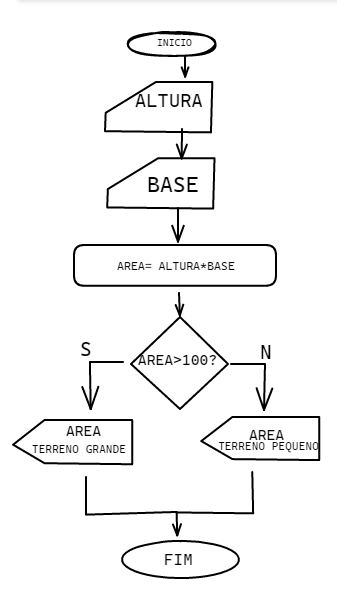 INICIO
ALTURA
BASE
AREA= ALTURA*BASE
AREA>100?
S
N
AREA
TERRENO GRANDE
AREA
TERRENO PEQUENO
FIM